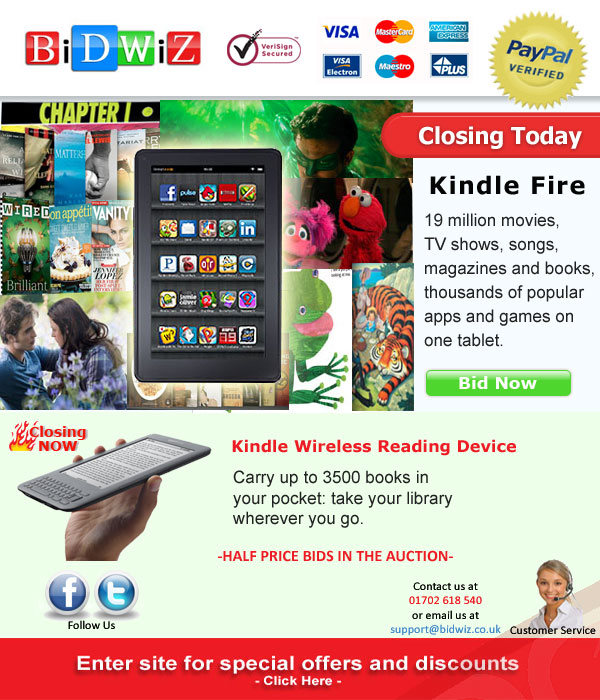 BiDWiZ
VeriSign
Secured
VISA
MasterCard
AMERICAN
EXPRESS
VISA
Electron
Maestro
PLUS
PayPal
VERIFIED
CHAPTER 1
Closing Today
Kindle Fire
19 million movies,
TV shows, songs,
magazines and books,
thousands of popular
apps and games on
one tablet.
Bid Now
WIRED
bon appétit
VANITY
JENNIFER
LOPEZ
Brilliant
pulse
Closing
NOW
Kindle Wireless Reading Device
Carry up to 3500 books in
your pocket: take your library
wherever you go.
-HALF PRICE BIDS IN THE AUCTION-
Follow Us
Contact us at
01702 618 540
or email us at
support@bidwiz.co.uk
Customer Service
Enter site for special offers and discounts
- Click Here -